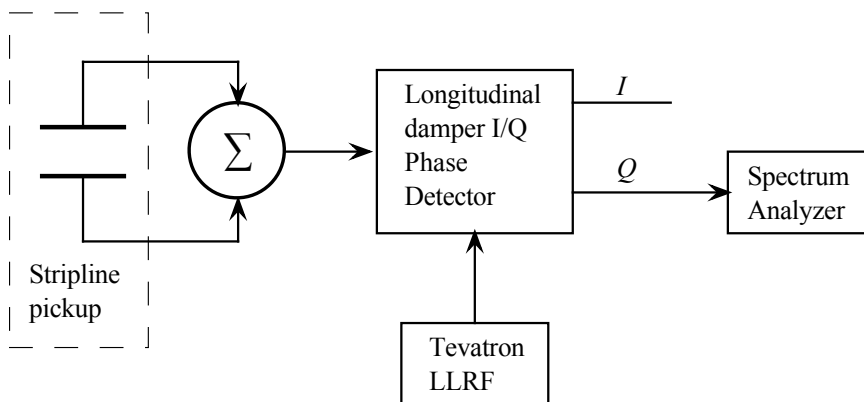 Stripline
pickup
∑
Longitudinal
damper I/Q
Phase
Detector
I
Q
Spectrum
Analyzer
Tevatron
LLRF